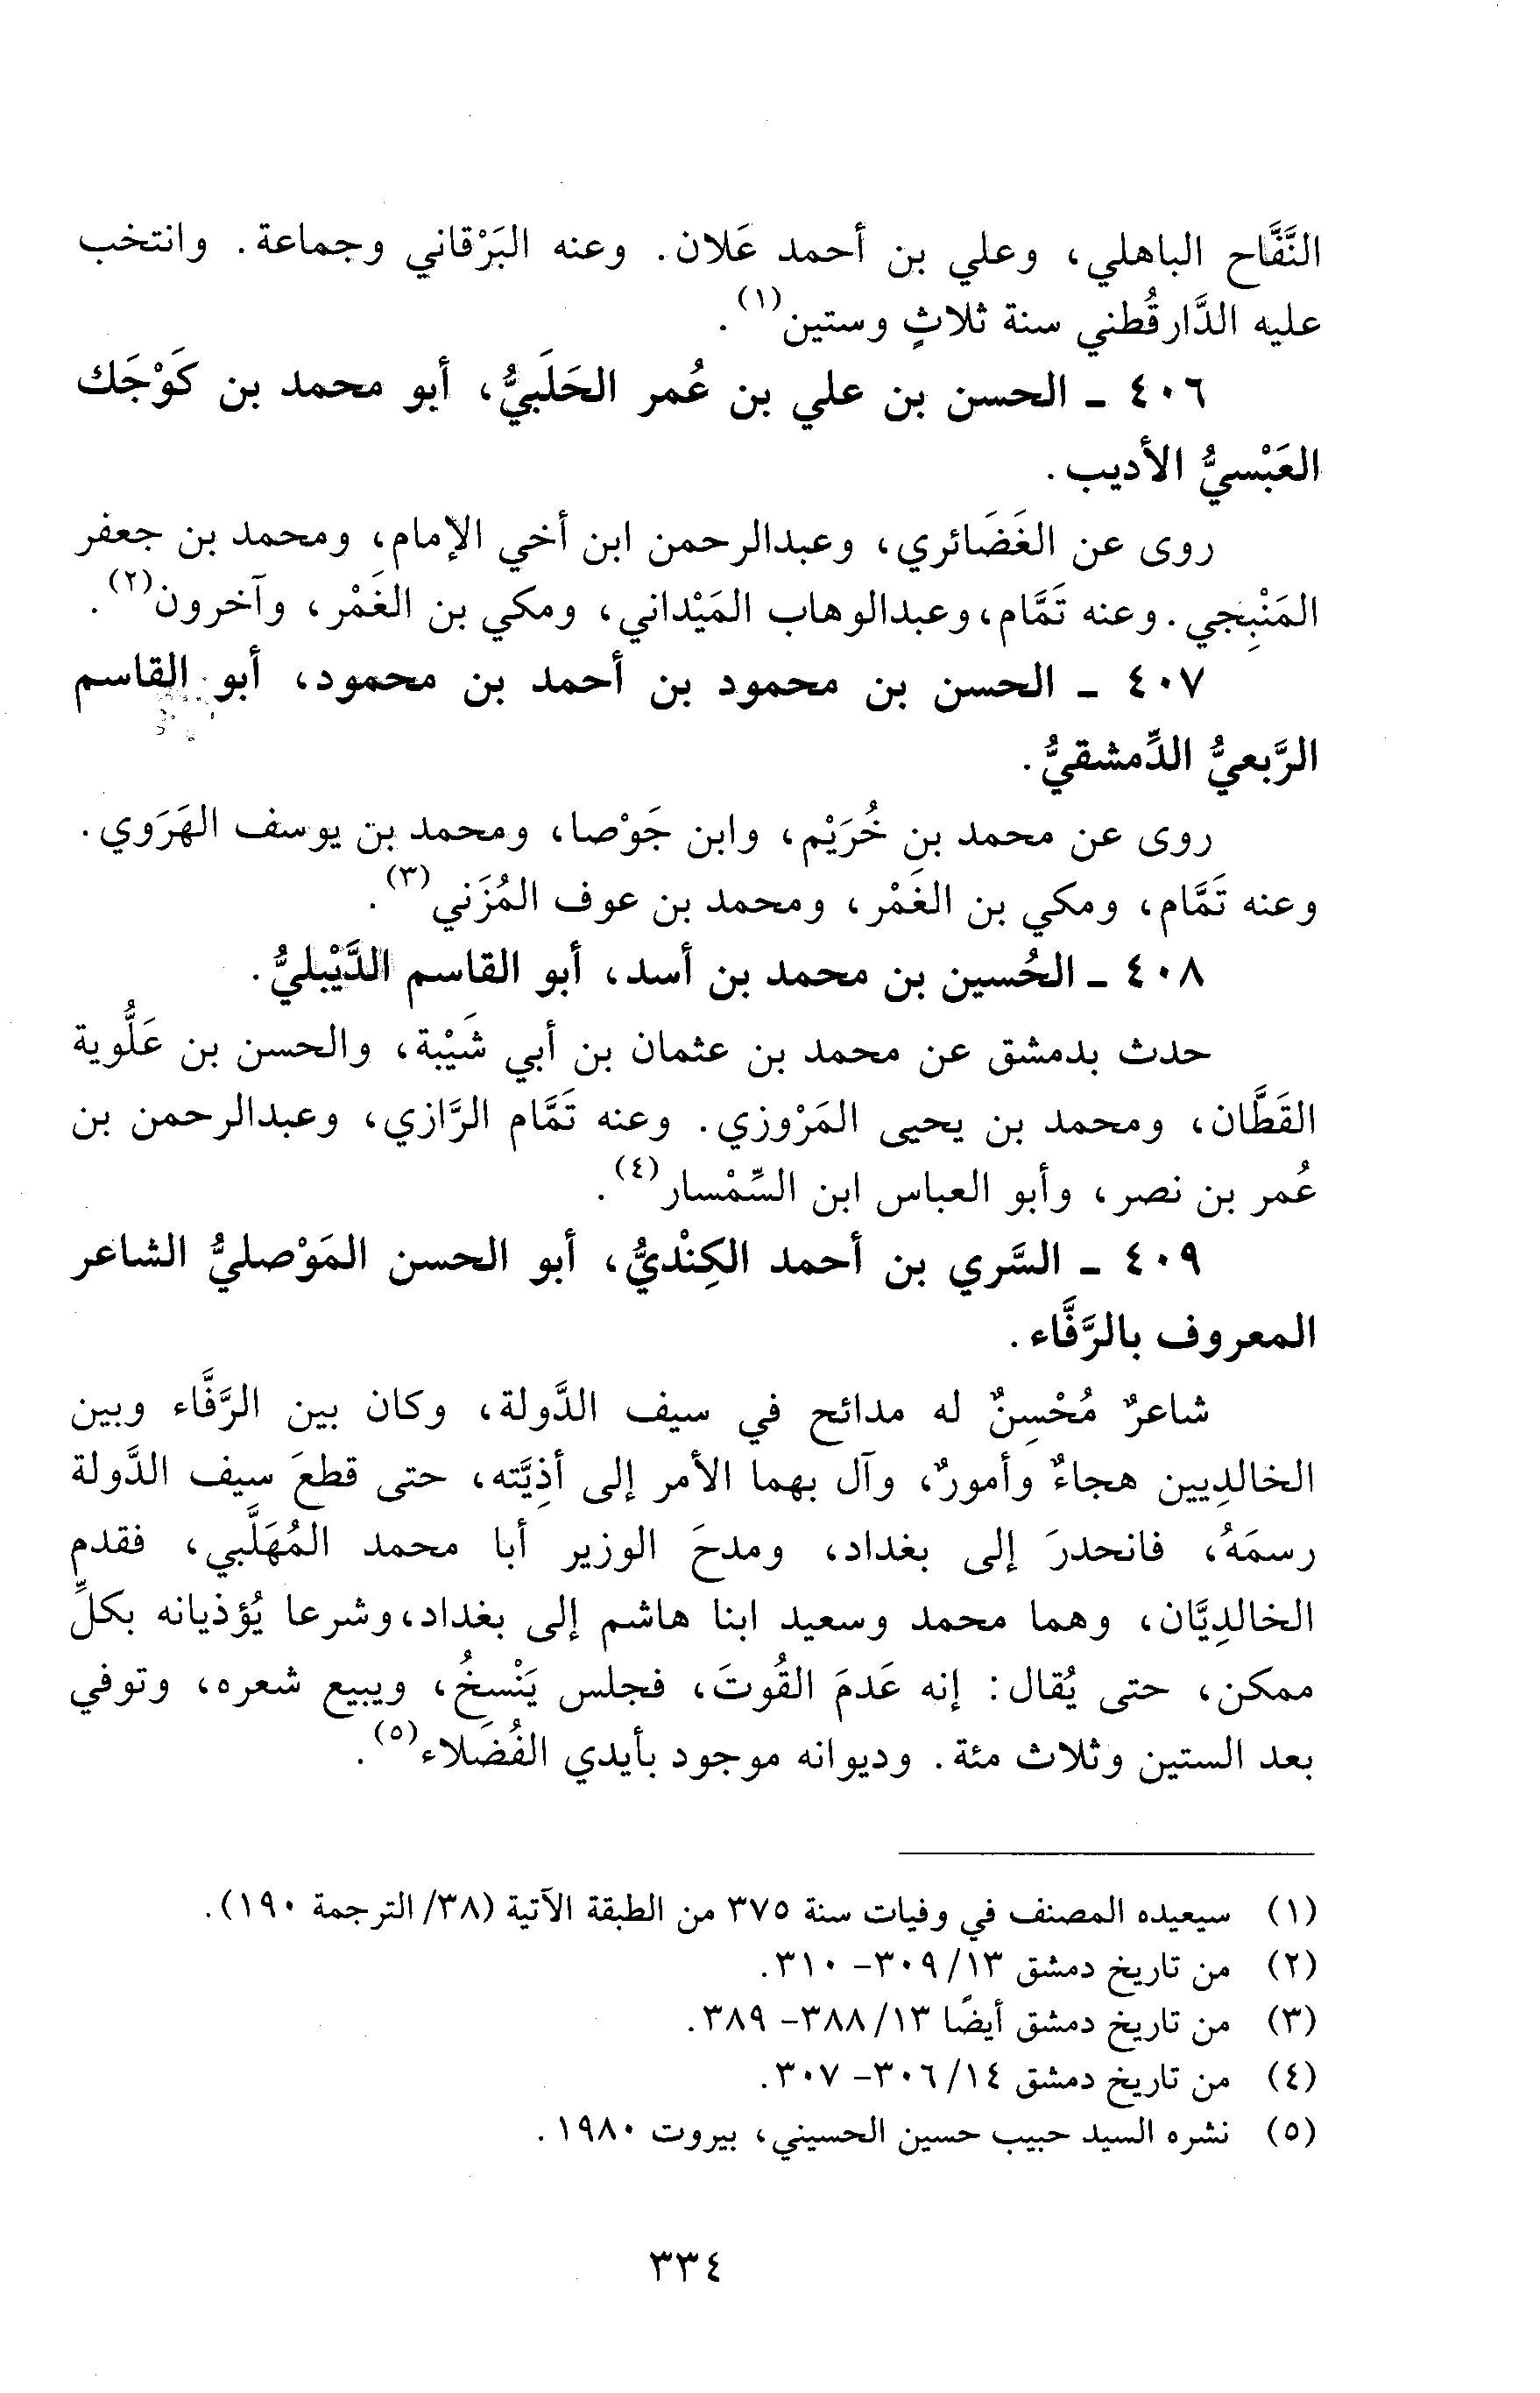 النَّفَّاح الباهلي، وعلي بن أحمد عَلان. وعنه البَرْقاني وجماعة. وانتخب
عليه الدَّارقُطني سنة ثلاثٍ وستين(١).
٤٠٦ - الحسن بن علي بن عُمر الحَلَبيُّ، أبو محمد بن كَوْجَك
العَبْسيُّ الأديب.
روى عن الغَضَائري، وعبدالرحمن ابن أخي الإمام، ومحمد بن جعفر
المَنْبِجي. وعنه تَمَّام، وعبدالوهاب المَيْداني، ومكي بن الغَمْر، وآخرون(٢).
٤٠٧ - الحسن بن محمود بن أحمد بن محمود، أبو القاسم
الرَّبعيُّ الدِّمشقيُّ.
روى عن محمد بن خُرَيْم، وابن جَوْصا، ومحمد بن يوسف الهَرَوي.
وعنه تَمَّام، ومكي بن الغَمْر، ومحمد بن عوف المُزَني(٣).
٤٠٨ - الحُسين بن محمد بن أسد، أبو القاسم الدَّيْبليُّ.
حدث بدمشق عن محمد بن عثمان بن أبي شَيْبة، والحسن بن عَلُّوية
القَطَّان، ومحمد بن يحيى المَرْوزي. وعنه تَمَّام الرَّازي، وعبدالرحمن بن
عُمر بن نصر، وأبو العباس ابن السِّمْسار(٤).
٤٠٩ - السَّري بن أحمد الكِنْديُّ، أبو الحسن المَوْصليُّ الشاعر
المعروف بالرَّفَّاء.
شاعرٌ مُحْسِنٌ له مدائح في سيف الدَّولة، وكان بين الرَّفَّاء وبين
الخالدِيين هجاءٌ وأمورٌ، وآل بهما الأمر إلى أذِيَّته، حتى قطعَ سيف الدَّولة
رسمَهُ، فانحدرَ إلى بغداد، ومدحَ الوزير أبا محمد المُهَلَّبي، فقدم
الخالدِيَّان، وهما محمد وسعيد ابنا هاشم إلى بغداد، وشرعا يُؤذيانه بكلِّ
ممكن، حتى يُقال: إنه عَدمَ القُوتَ، فجلس يَنْسخُ، ويبيع شعره، وتوفي
بعد الستين وثلاث مئة. وديوانه موجود بأيدي الفُضَلاء(٥).
(١) سيعيده المصنف في وفيات سنة ٣٧٥ من الطبقة الآتية (٣٨/ الترجمة ١٩٠).
(٢) من تاريخ دمشق ١٣/ ٣٠٩- ٣١٠.
(٣) من تاريخ دمشق أيضًا ١٣/ ٣٨٨- ٣٨٩.
(٤) من تاريخ دمشق ١٤/ ٣٠٦- ٣٠٧.
(٥) نشره السيد حبيب حسين الحسيني، بيروت ١٩٨٠.
٣٣٤